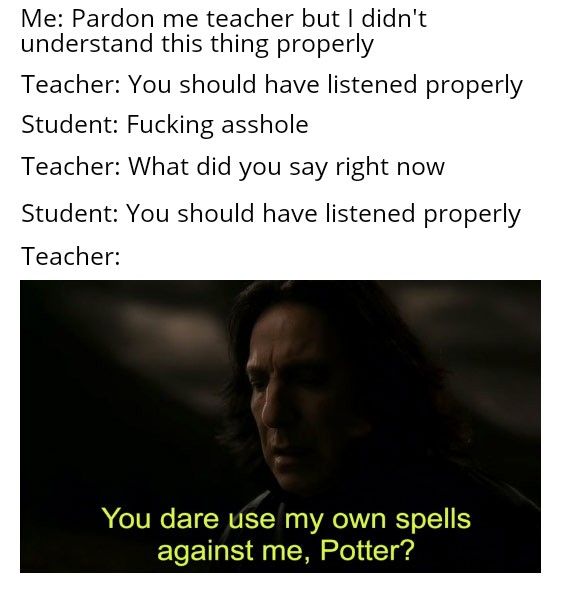 Me: Pardon me teacher but I didn't
understand this thing properly
Teacher: You should have listened properly
Student: Fucking asshole
Teacher: What did you say right now
Student: You should have listened properly
Teacher:
You dare use my own spells
against me, Potter?